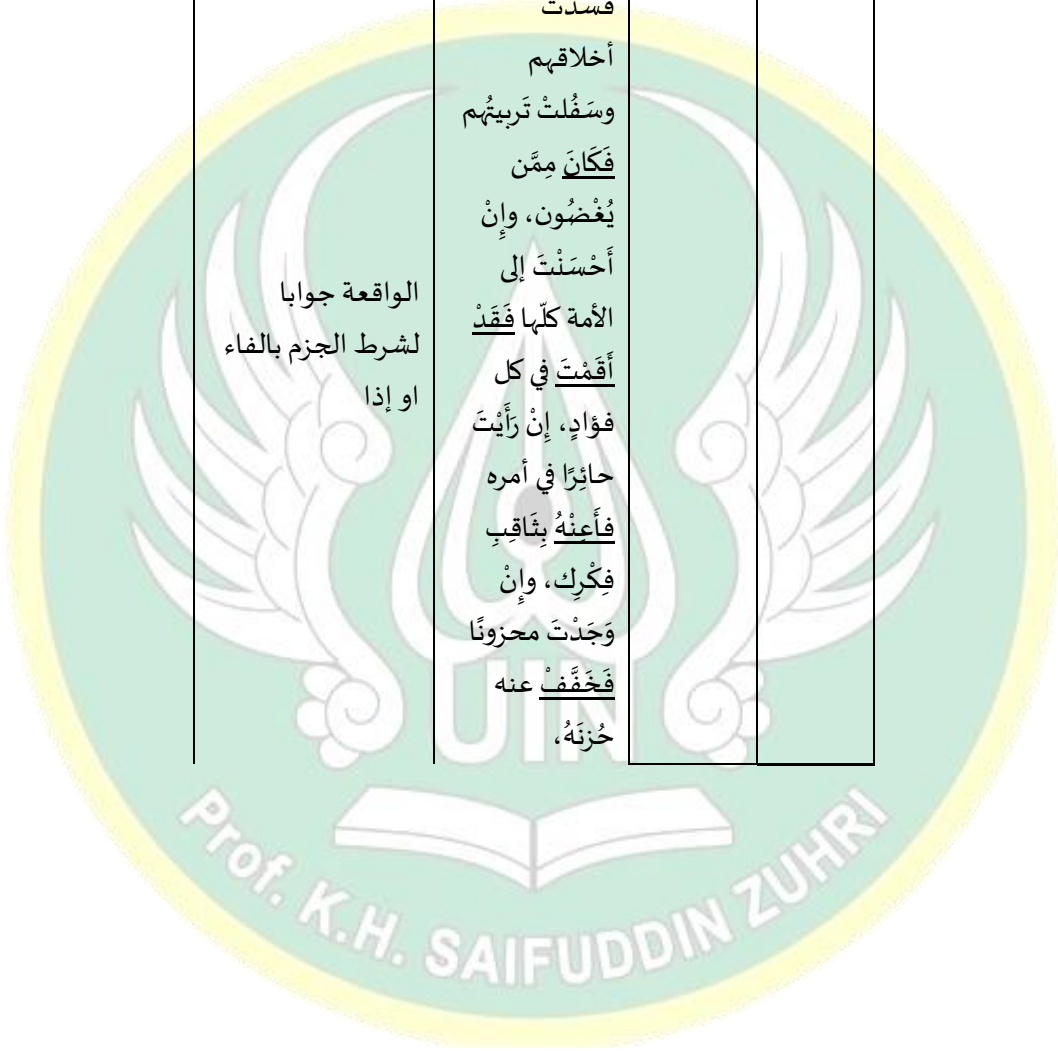 فسدت
أخلاقهم
وسَفُلتْ تَربيتُهم
فَكَانَ مِمَّن
يُغْضُون، وإِنْ
أَحْسَنْتَ إلى
الأمة كلّها فَقَدْ
أَقَمْتَ في كل
فؤادٍ، إِنْ رَأَيْتَ
حائِرًا في أمره
فأَعِنْهُ بِثَاقِبِ
فِكْرِك، وإِنْ
وَجَدْتَ محزونًا
فَخَفَّفْ عنه
حُزنَهُ،
الواقعة جوابا
لشرط الجزم بالفاء
او إذا
UIN
Prof. K.H. SAIFUDDIN ZUHRI